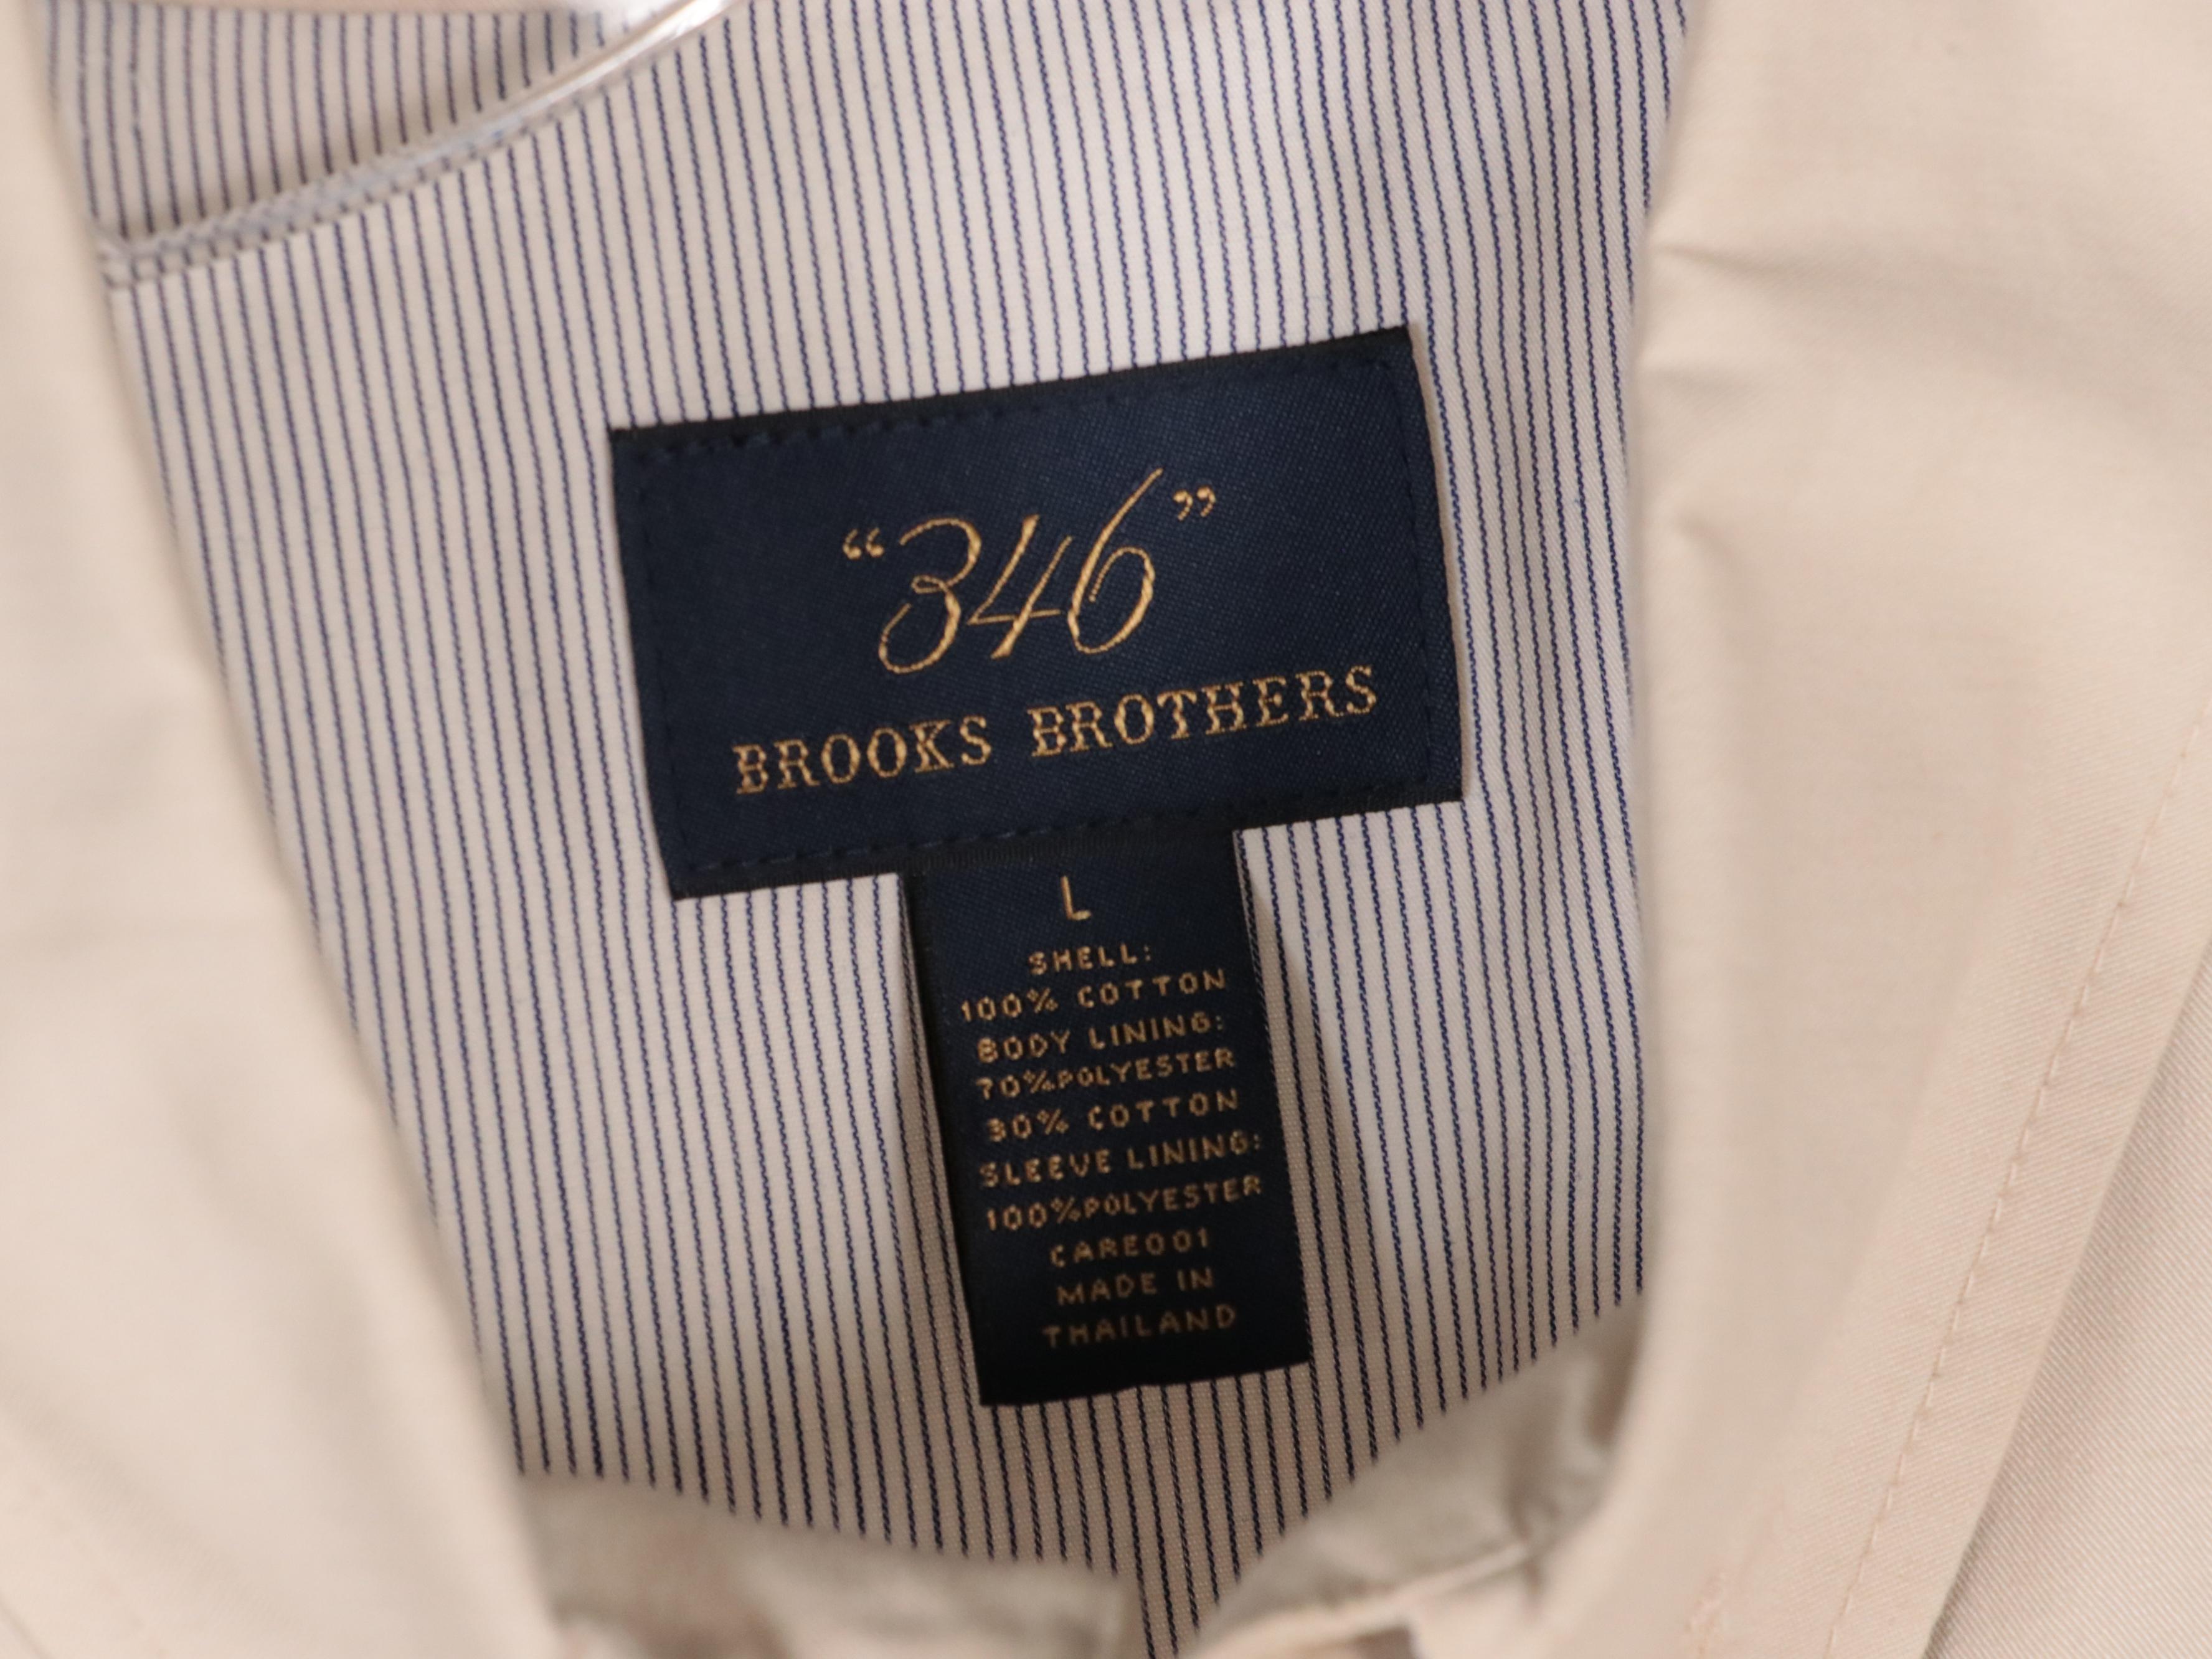 “346”
BROOKS BROTHERS
L
SHELL:
100% COTTON
BODY LINING:
70%POLYESTER
30% COTTON
SLEEVE LINING:
100%POLYESTER
CARE001
MADE IN
THAILAND